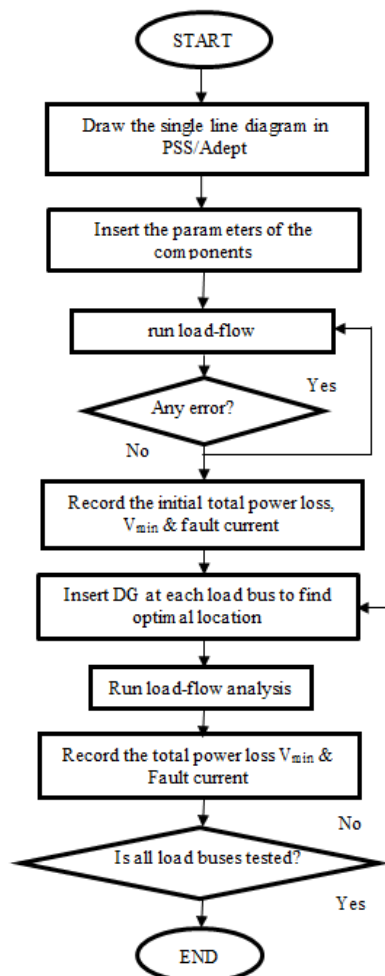 START
Draw the single line diagram in
PSS/Adept
Insert the parameters of the
components
run load-flow
Yes
Any error?
No
Record the initial total power loss,
Vmin & fault current
Insert DG at each load bus to find
optimal location
Run load-flow analysis
Record the total power loss Vmin &
Fault current
No
Is all load buses tested?
Yes
END